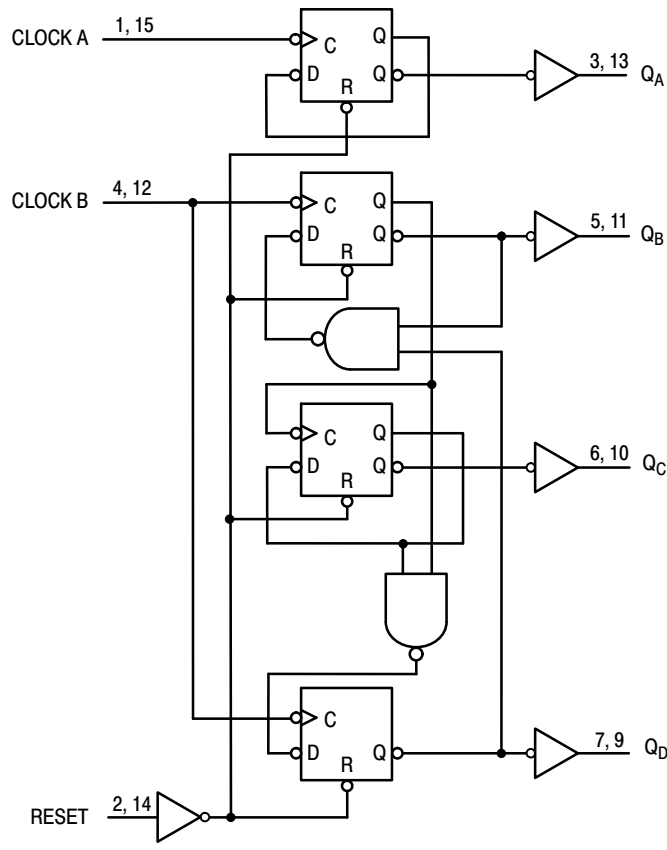 CLOCK A 1, 15 C Q
D Q 3, 13 QA
R
CLOCK B 4, 12 C Q
D Q 5, 11 QB
R
C Q
D Q 6, 10 QC
R
C
D Q 7, 9 QD
R
RESET 2, 14